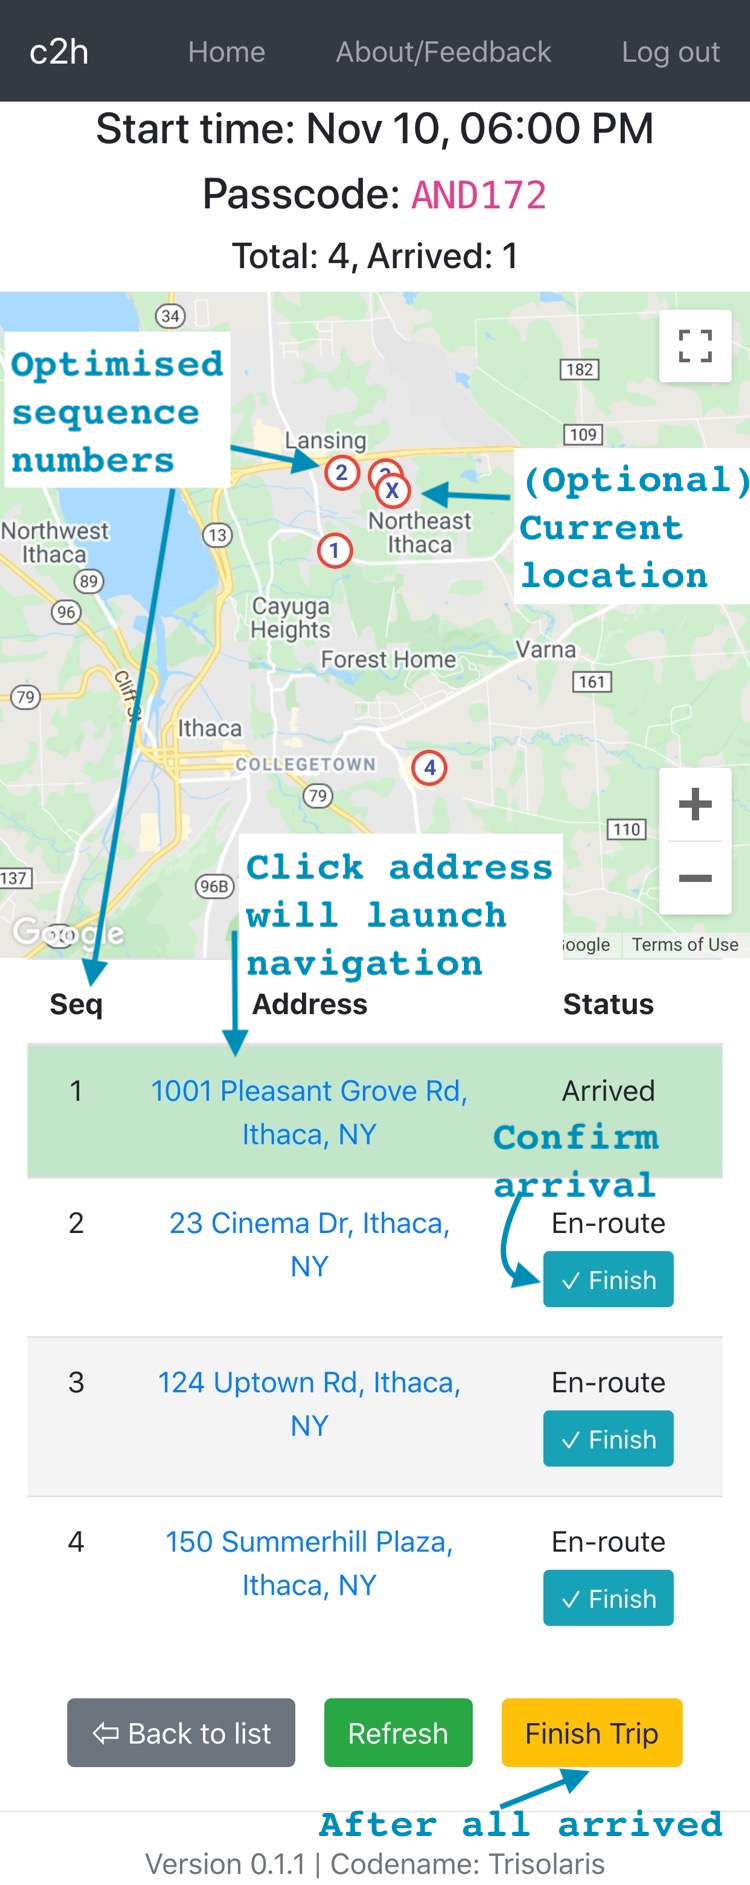 c2h Home About/Feedback Log out
Start time: Nov 10, 06:00 PM
Passcode: AND172
Total: 4, Arrived: 1
34
182
109
Optimised
sequence
numbers
Lansing
2
X
(Optional)
Current
location
Northeast
Ithaca
Northwest
Ithaca
13
1
89
96
Cayuga
Heights
Forest Home
Varna
161
79
Cliff St
Ithaca
COLLEGETOWN
4
79
110
137
96B
Click address
will launch
navigation
Google
oogle
Terms of Use
Seq Address Status
1 1001 Pleasant Grove Rd, Arrived
Ithaca, NY
Confirm
arrival
2 23 Cinema Dr, Ithaca, En-route
NY
✓ Finish
3 124 Uptown Rd, Ithaca, En-route
NY
✓ Finish
4 150 Summerhill Plaza, En-route
Ithaca, NY
✓ Finish
⇦ Back to list Refresh Finish Trip
After all arrived
Version 0.1.1 | Codename: Trisolaris